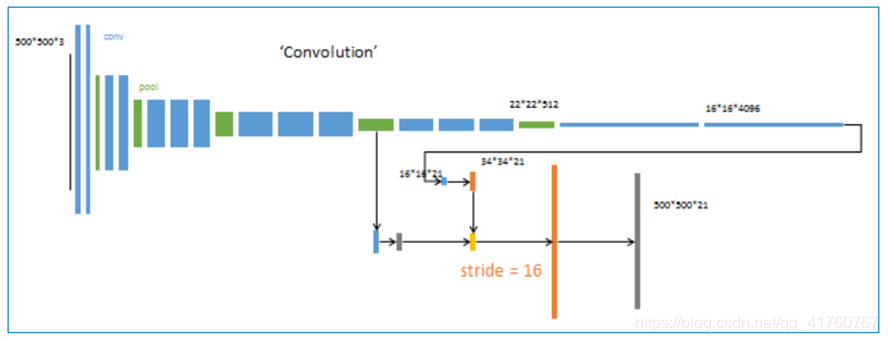 500*500*3
conv
'Convolution'
pool
22*22*512
16*16*4096
16*16*21
34*34*21
500*500*21
stride = 16
https://blog.csdn.net/qq_41760767